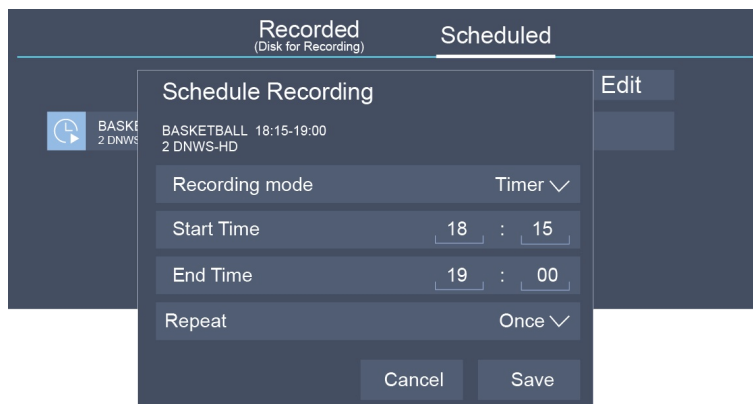 Recorded
(Disk for Recording)
Scheduled
Edit
Schedule Recording
BASKETBALL 18:15-19:00
2 DNWS-HD
BASKE
2 DNWS
Recording mode
Timer
Start Time
18 : 15
End Time
19 : 00
Repeat
Once
Cancel
Save